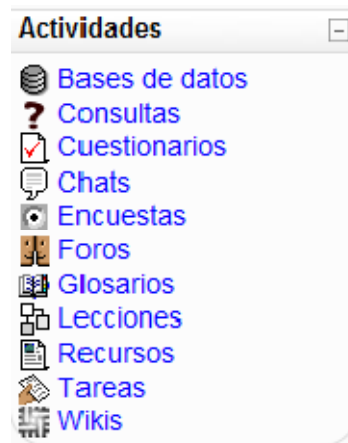 Actividades
Bases de datos
Consultas
Cuestionarios
Chats
Encuestas
Foros
Glosarios
Lecciones
Recursos
Tareas
Wikis